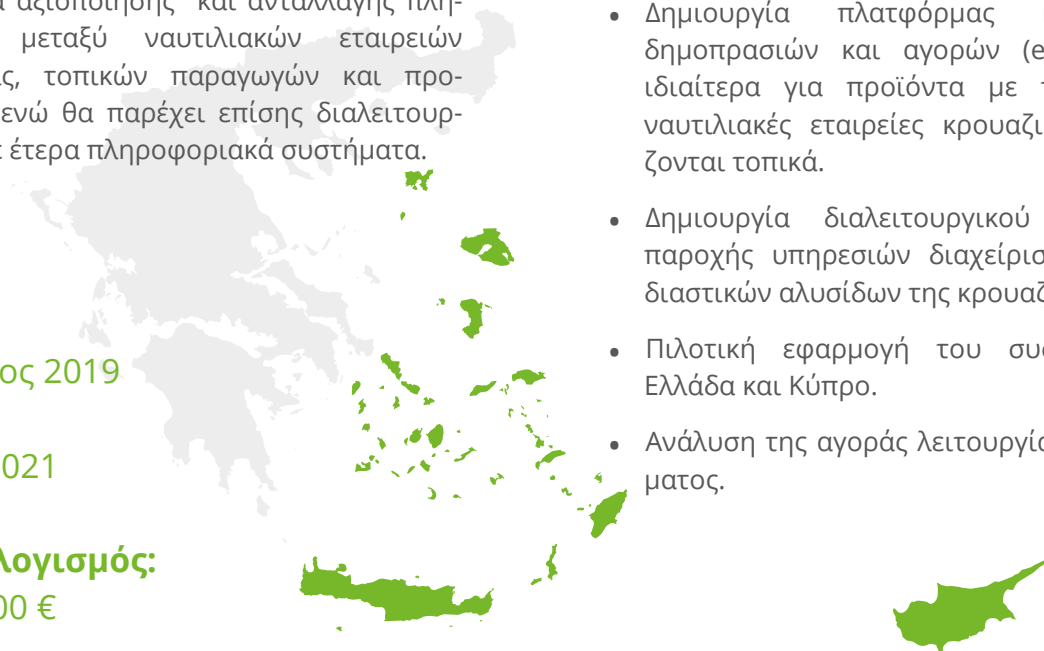 αξιοποίησης και ανταλλαγής πλη-
μεταξύ ναυτιλιακών εταιρειών
τοπικών παραγωγών και προ-
ενώ θα παρέχει επίσης διαλειτουρ-
έτερα πληροφοριακά συστήματα.
2019
021
λογισμός:
00 €
• Δημιουργία πλατφόρμας
δημοπρασιών και αγορών (e
ιδιαίτερα για προϊόντα με
ναυτιλιακές εταιρείες κρουαζι
ζονται τοπικά.
• Δημιουργία διαλειτουργικού
παροχής υπηρεσιών διαχείρισ
διαστικών αλυσίδων της κρουαζ
• Πιλοτική εφαρμογή του συσ
Ελλάδα και Κύπρο.
• Ανάλυση της αγοράς λειτουργία
ματος.